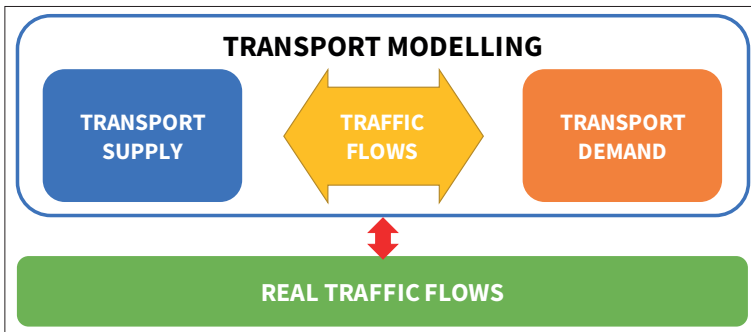 TRANSPORT MODELLING
TRANSPORT
SUPPLY
TRAFFIC
FLOWS
TRANSPORT
DEMAND
REAL TRAFFIC FLOWS